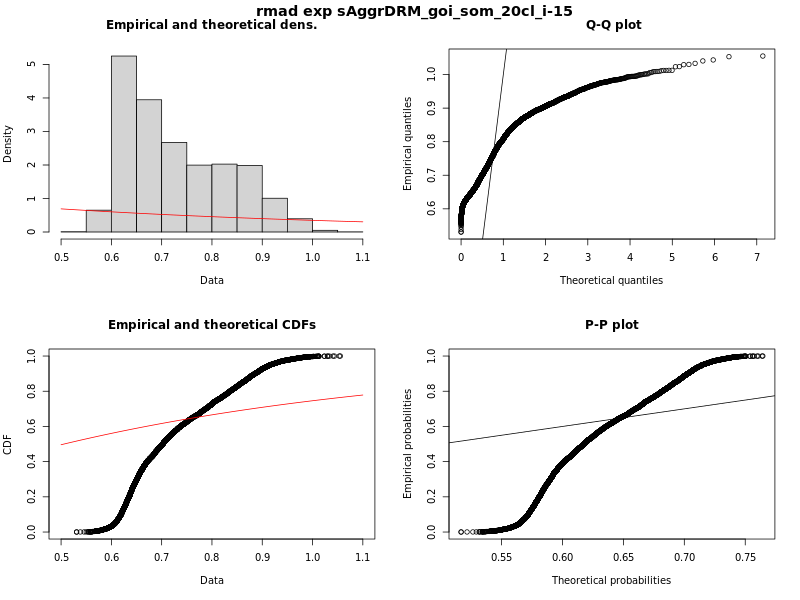 rmad exp sAggrDRM_goi_som_20cl_i-15
Empirical and theoretical dens.
Density
0 1 2 3 4 5
0.5 0.6 0.7 0.8 0.9 1.0 1.1
Data
Q-Q plot
Empirical quantiles
0.6 0.7 0.8 0.9 1.0
0 1 2 3 4 5 6 7
Theoretical quantiles
Empirical and theoretical CDFs
CDF
0.0 0.2 0.4 0.6 0.8 1.0
0.5 0.6 0.7 0.8 0.9 1.0 1.1
Data
P-P plot
Empirical probabilities
0.0 0.2 0.4 0.6 0.8 1.0
0.55 0.60 0.65 0.70 0.75
Theoretical probabilities